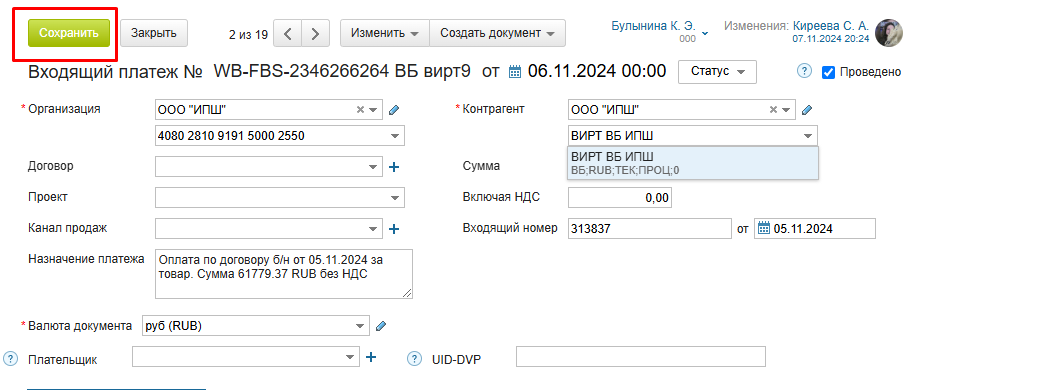 Сохранить Закрыть 2 из 19 Изменить Создать документ Булынина К. Э. Изменения: Киреева С. А.
000 07.11.2024 20:24
Входящий платеж № WB-FBS-2346266264 ВБ вирт9 от 06.11.2024 00:00 Статус ? Проведено
* Организация ООО "ИПШ" * Контрагент ООО "ИПШ"
4080 2810 9191 5000 2550 ВИРТ ВБ ИПШ
ВИРТ ВБ ИПШ
Договор Сумма
ВБ;RUB;ТЕК;ПРОЦ;0
Проект Включая НДС 0,00
Канал продаж Входящий номер 313837 от 05.11.2024
Назначение платежа Оплата по договору б/н от 05.11.2024 за
товар. Сумма 61779.37 RUB без НДС
* Валюта документа руб (RUB)
? Плательщик ? UID-DVP